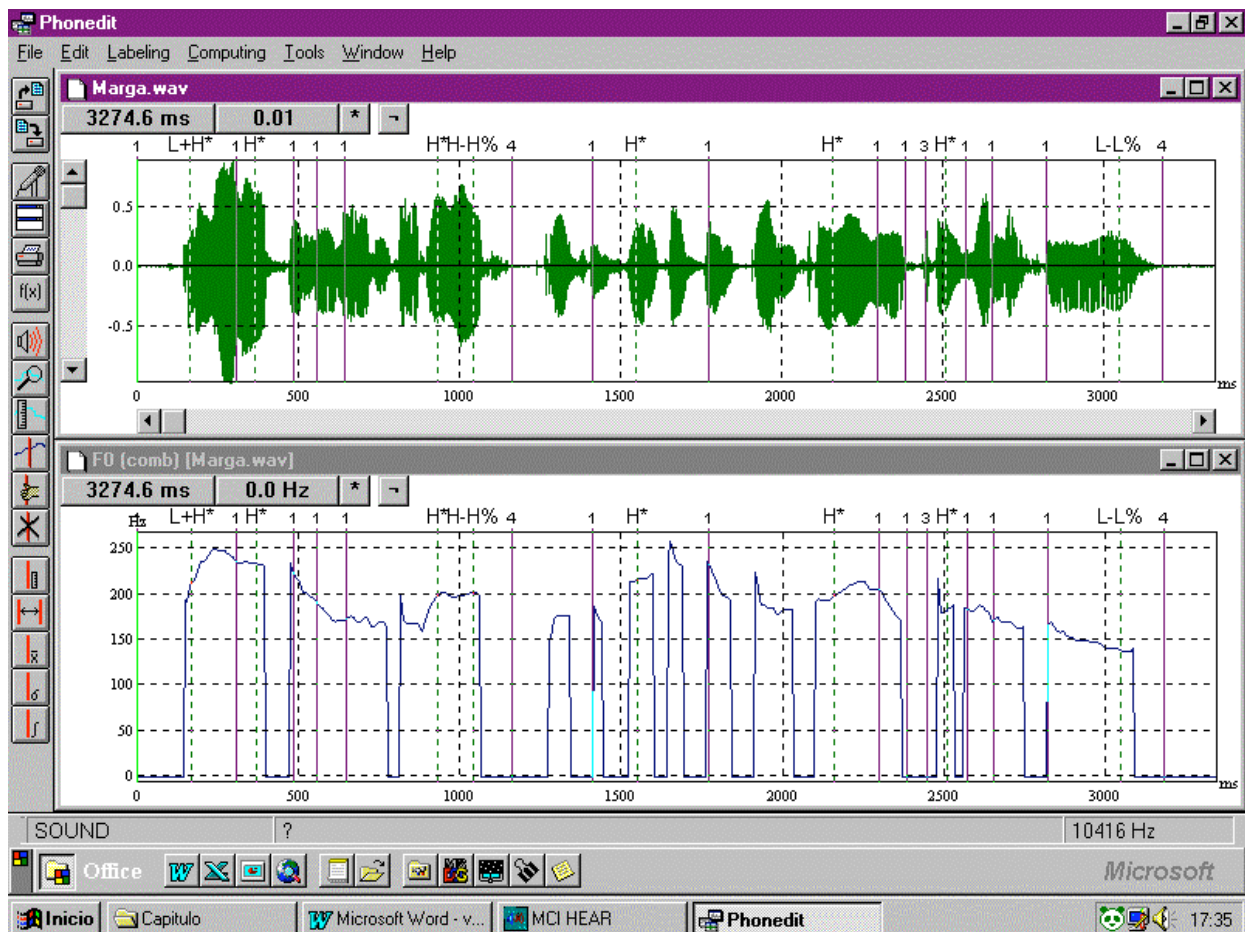 Phonedit
File Edit Labeling Computing Tools Window Help
Marga.wav
3274.6 ms 0.01 * ¬
1 L+H* 1 H* 1 1 1 H*H-H% 4 1 H* 1 H* 1 1 3 H* 1 1 1 L-L% 4
0.5
0.0
-0.5
ms
0 500 1000 1500 2000 2500 3000
F0 (comb) [Marga.wav]
3274.6 ms 0.0 Hz * ¬
Hz L+H* 1 H* 1 1 1 H*H-H% 4 1 H* 1 H* 1 1 3 H* 1 1 1 L-L% 4
250
200
150
100
50
0
ms
0 500 1000 1500 2000 2500 3000
f(x)
x
σ
∫
SOUND ? 10416 Hz
Office Microsoft
Inicio Capitulo Microsoft Word - v... MCI HEAR Phonedit 17:35